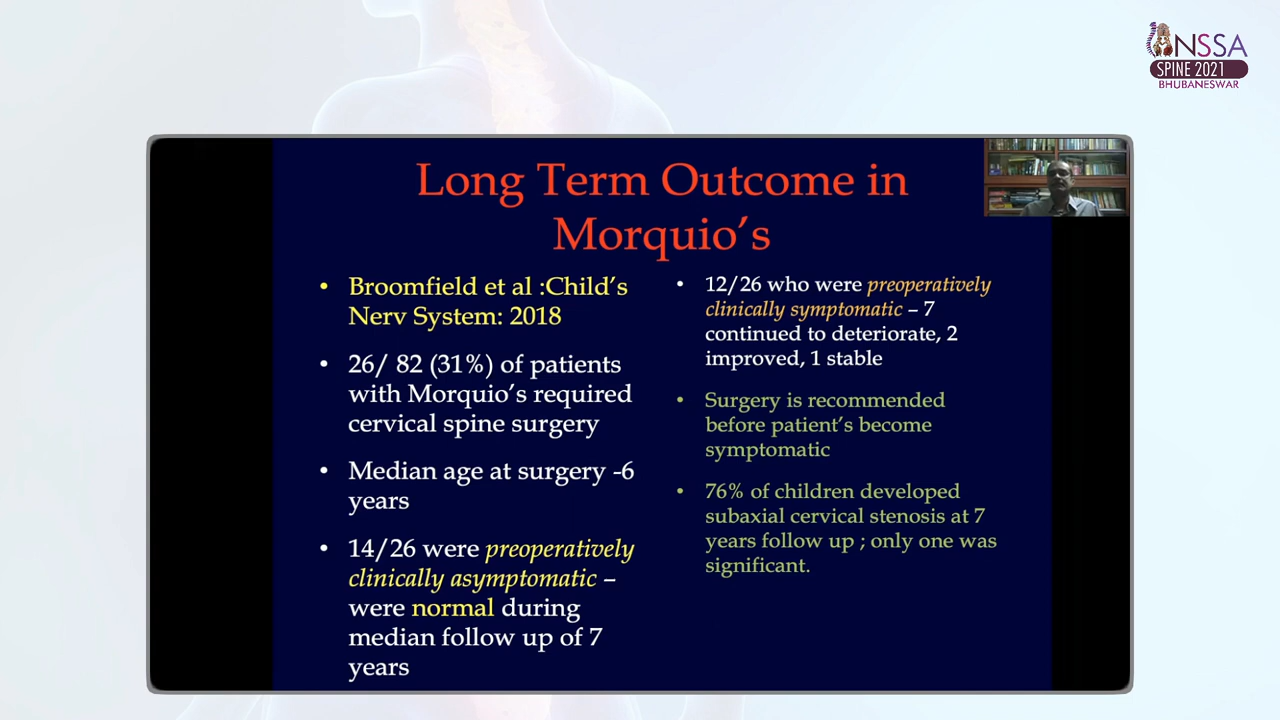 NSSA
SPINE 2021
BHUBANESWAR
Long Term Outcome in
Morquio’s
• Broomfield et al :Child’s
Nerv System: 2018
• 26/ 82 (31%) of patients
with Morquio’s required
cervical spine surgery
• Median age at surgery -6
years
• 14/26 were preoperatively
clinically asymptomatic –
were normal during
median follow up of 7
years
• 12/26 who were preoperatively
clinically symptomatic – 7
continued to deteriorate, 2
improved, 1 stable
• Surgery is recommended
before patient’s become
symptomatic
• 76% of children developed
subaxial cervical stenosis at 7
years follow up ; only one was
significant.